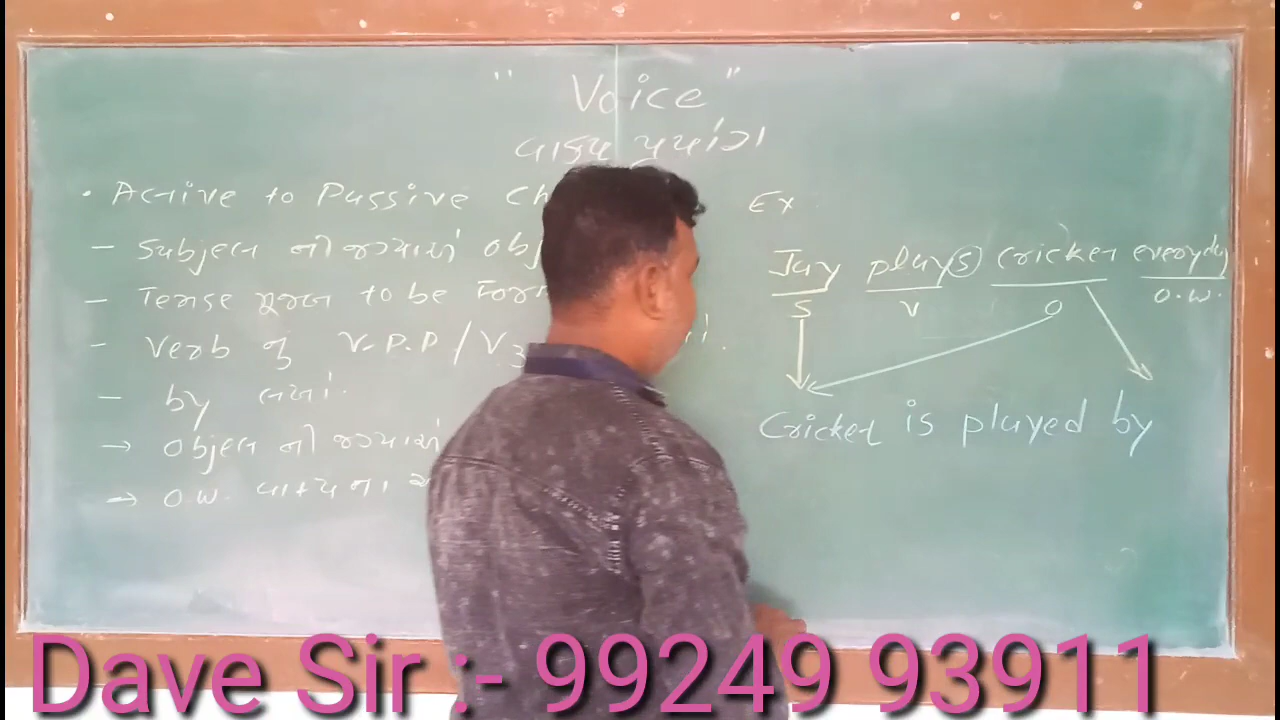 " Voice "
વાક્ય પ્રયોગ
• Active to Passive Ch
- Subject ની જગ્યાએ obj
- Tense મુજબ to be Form
- Verb નું V.P.P / V3
- by લખો.
→ Object ની જગ્યાએ
→ O.W. વાક્યના
Ex
Jay plays cricket everyday
S V O O.W.
Cricket is played by
Dave Sir :- 99249 93911